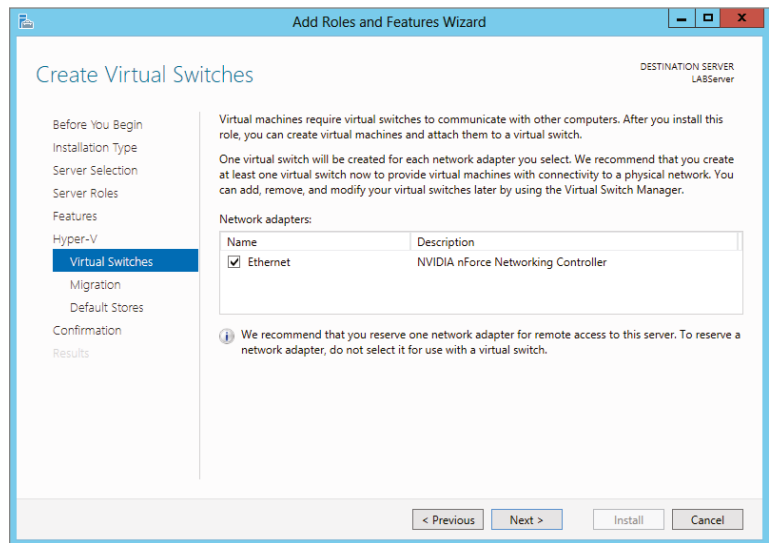 Add Roles and Features Wizard
Create Virtual Switches
DESTINATION SERVER
LABServer
Before You Begin
Installation Type
Server Selection
Server Roles
Features
Hyper-V
Virtual Switches
Migration
Default Stores
Confirmation
Results
Virtual machines require virtual switches to communicate with other computers. After you install this
role, you can create virtual machines and attach them to a virtual switch.
One virtual switch will be created for each network adapter you select. We recommend that you create
at least one virtual switch now to provide virtual machines with connectivity to a physical network. You
can add, remove, and modify your virtual switches later by using the Virtual Switch Manager.
Network adapters:
Name Description
Ethernet NVIDIA nForce Networking Controller
We recommend that you reserve one network adapter for remote access to this server. To reserve a
network adapter, do not select it for use with a virtual switch.
< Previous Next > Install Cancel